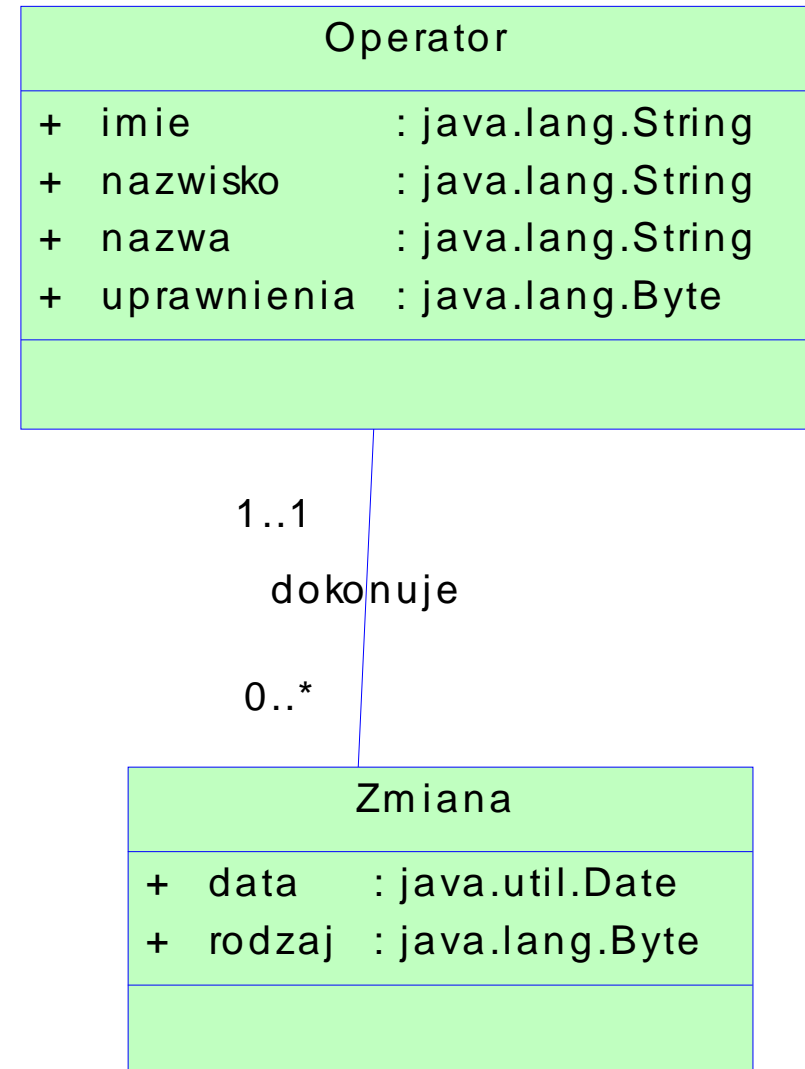 Operator
+ imie : java.lang.String
+ nazwisko : java.lang.String
+ nazwa : java.lang.String
+ uprawnienia : java.lang.Byte
1..1
dokonuje
0..*
Zmiana
+ data : java.util.Date
+ rodzaj : java.lang.Byte